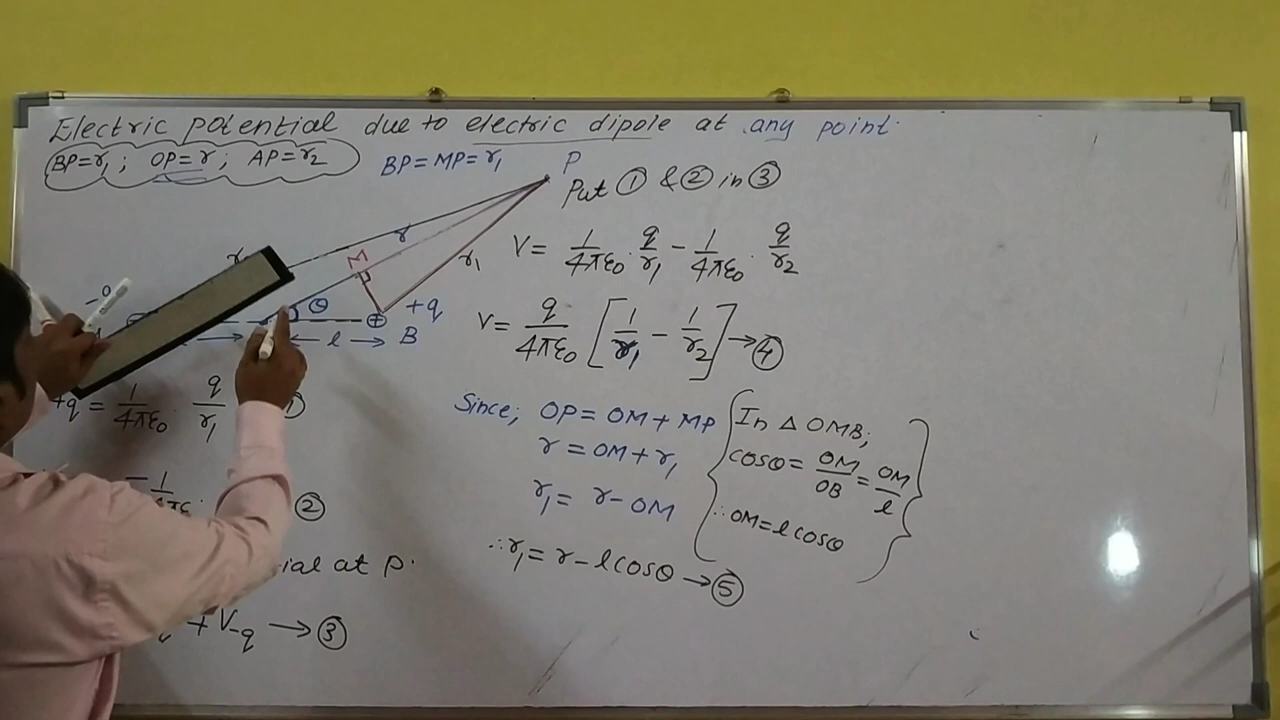 Electric potential due to electric dipole at any point.
BP=r₁; OP=r; AP=r₂
BP=MP=r₁
P
r
r₁
M
θ
+q
B
l
+q = 1/4πε₀ · q/r₁
①
-1/4πε
②
ial at P.
+V-q → ③
Put ① & ② in ③
V = 1/4πε₀ · q/r₁ - 1/4πε₀ · q/r₂
V = q/4πε₀ [1/r₁ - 1/r₂] → ④
Since; OP = OM + MP
r = OM + r₁
r₁ = r - OM
∴ r₁ = r - l cosθ → ⑤
In △ OMB;
cosθ = OM/OB = OM/l
∴ OM = l cosθ